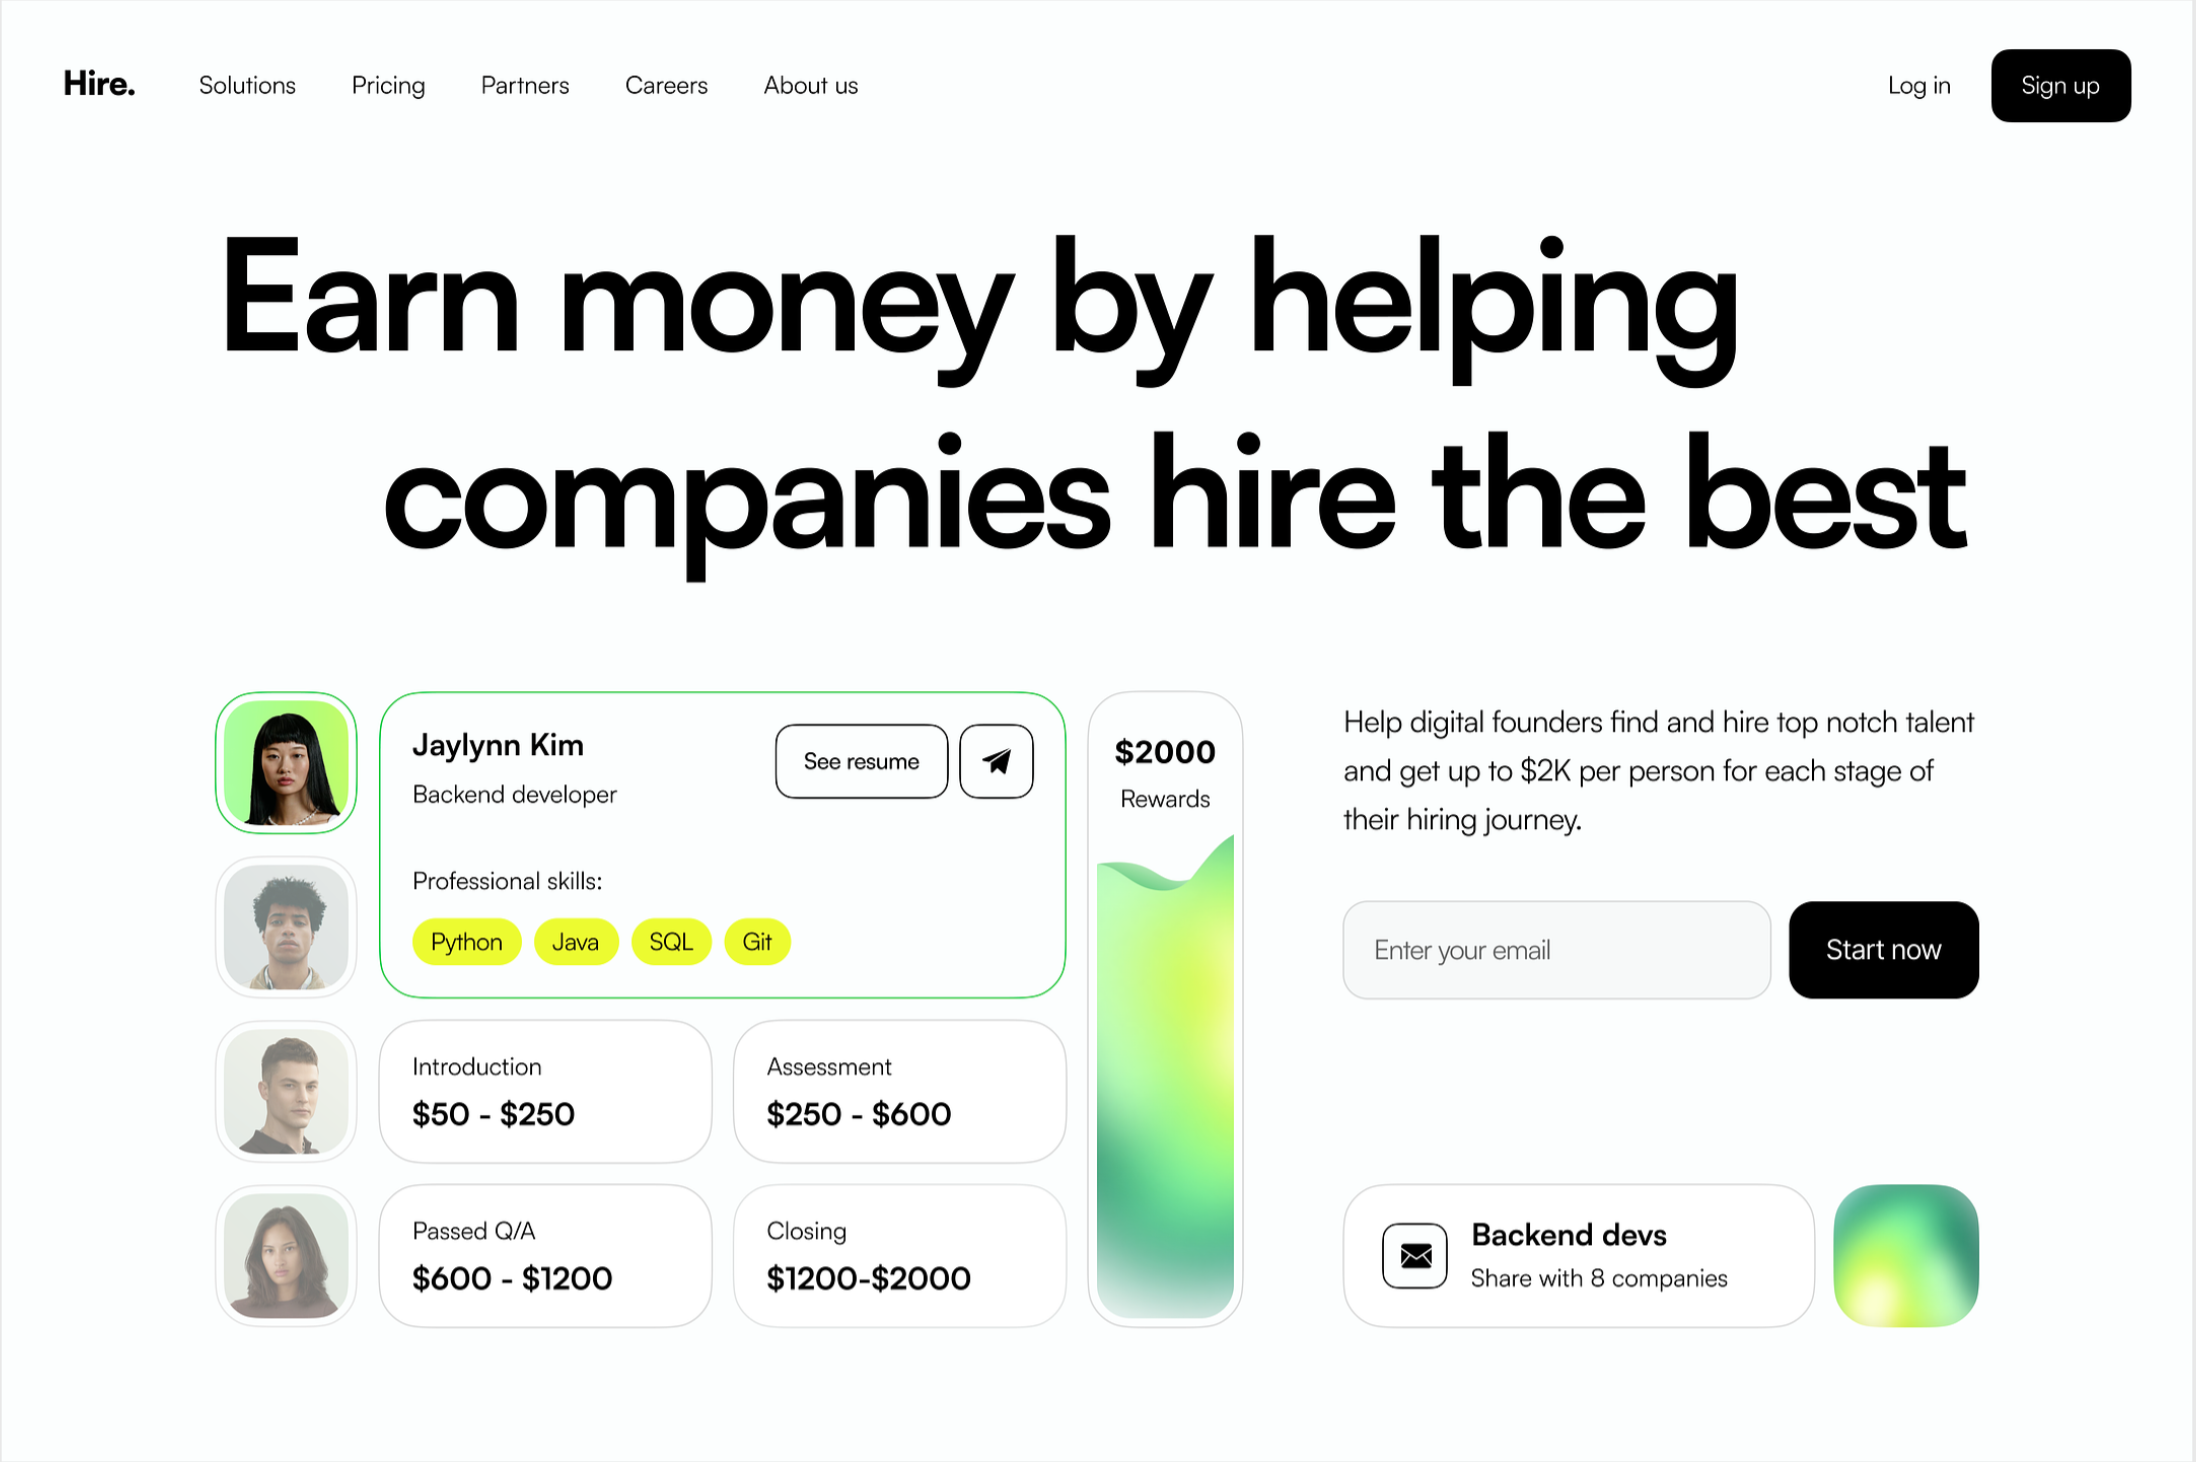 Hire.
Solutions
Pricing
Partners
Careers
About us
Log in
Sign up
Earn money by helping
companies hire the best
Jaylynn Kim
Backend developer
See resume
Professional skills:
Python
Java
SQL
Git
Introduction
$50 - $250
Assessment
$250 - $600
Passed Q/A
$600 - $1200
Closing
$1200-$2000
$2000
Rewards
Help digital founders find and hire top notch talent
and get up to $2K per person for each stage of
their hiring journey.
Enter your email
Start now
Backend devs
Share with 8 companies